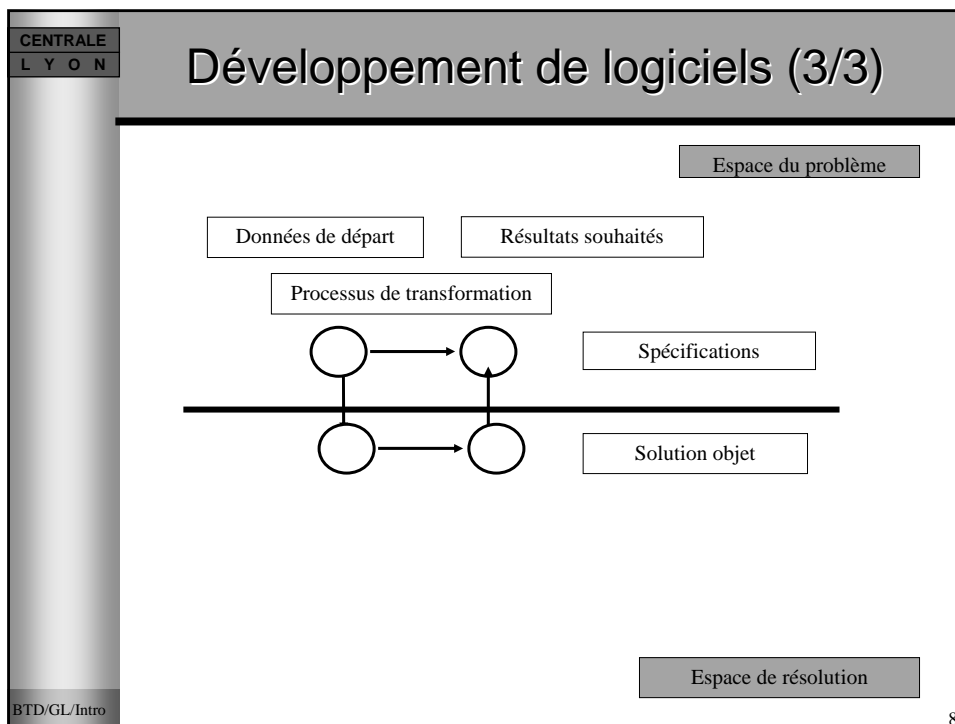 CENTRALE
L Y O N
Développement de logiciels (3/3)
Espace du problème
Données de départ
Résultats souhaités
Processus de transformation
Spécifications
Solution objet
Espace de résolution
BTD/GL/Intro
8